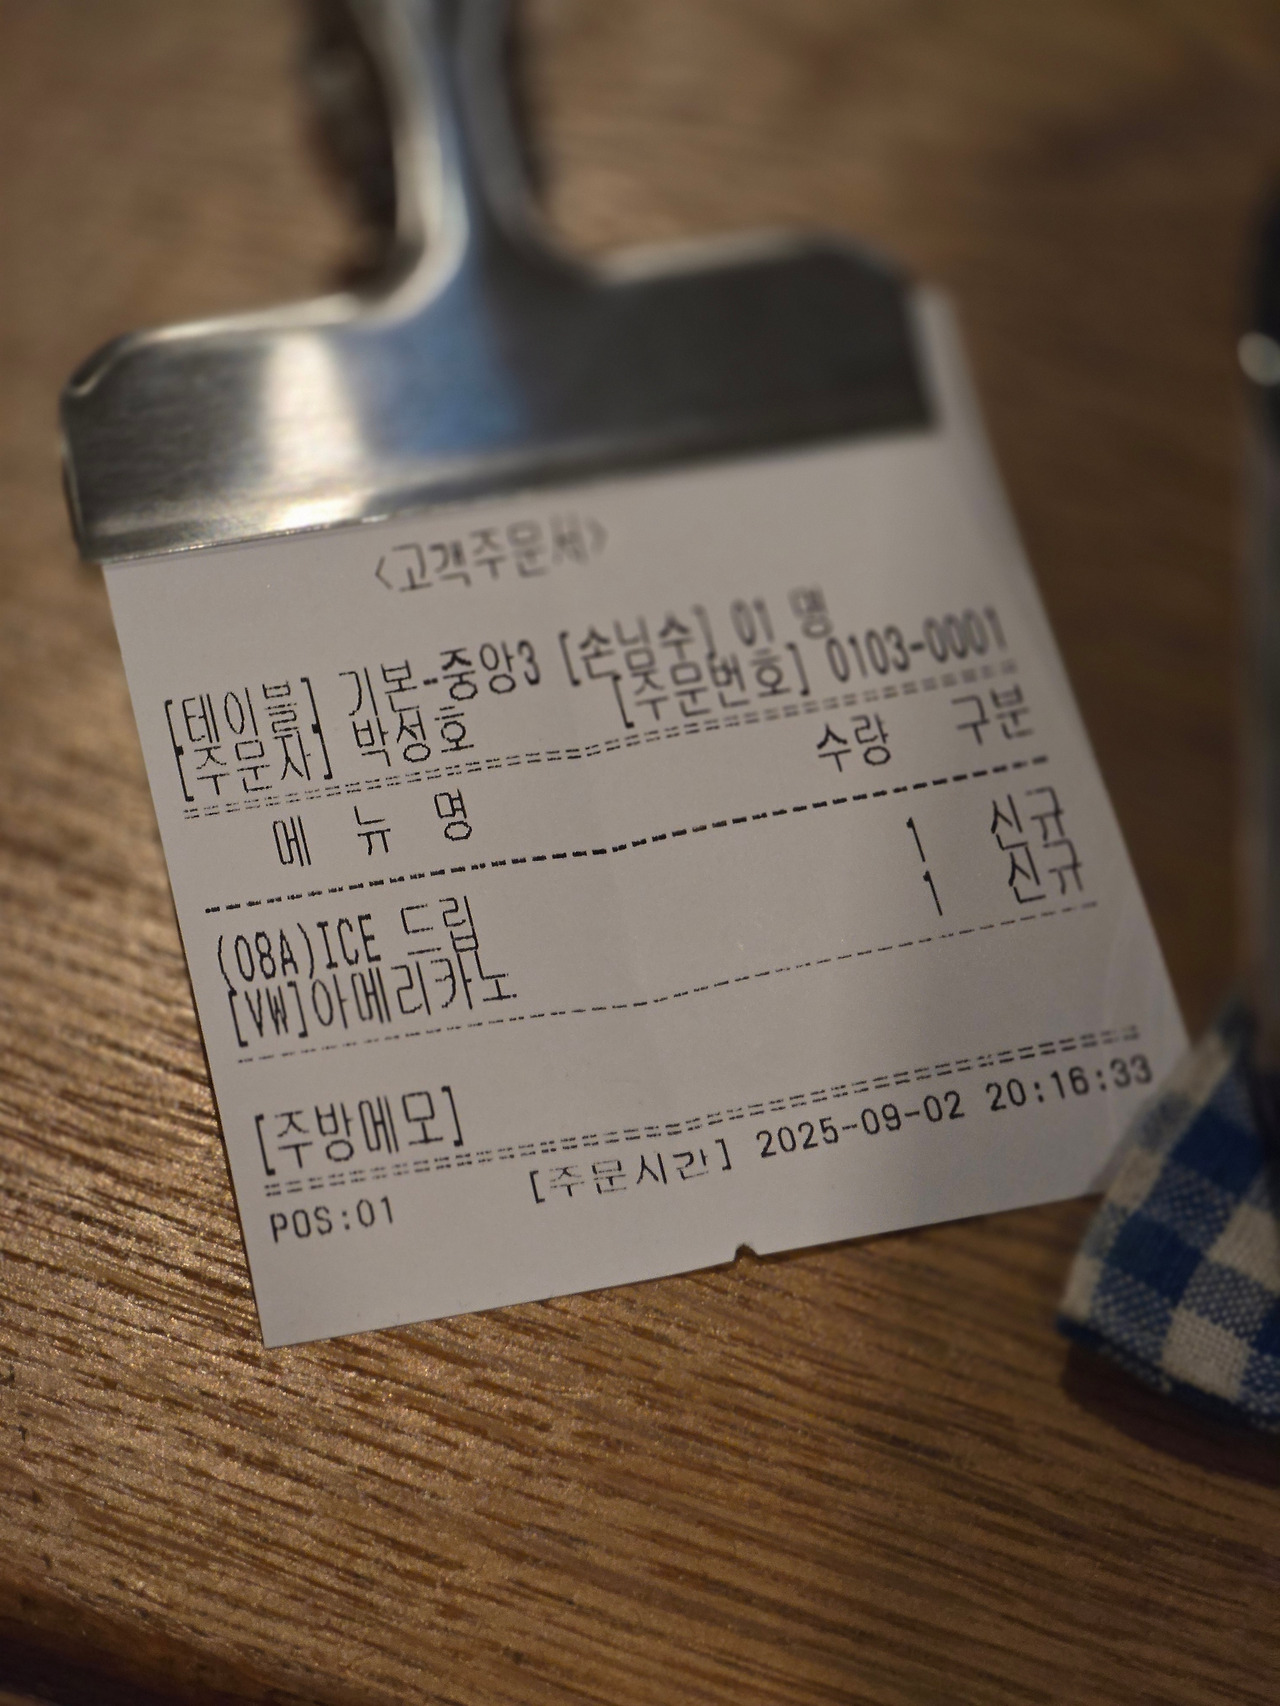 <고객주문서>
[테이블] 기본-중앙3 [손님수] 01 명
[주문자] 박성호 [주문번호] 0103-0001
메 뉴 명 수량 구분
(08A)ICE 드립 1 신규
[VW]아메리카노 1 신규
[주방메모]
POS:01 [주문시간] 2025-09-02 20:16:33